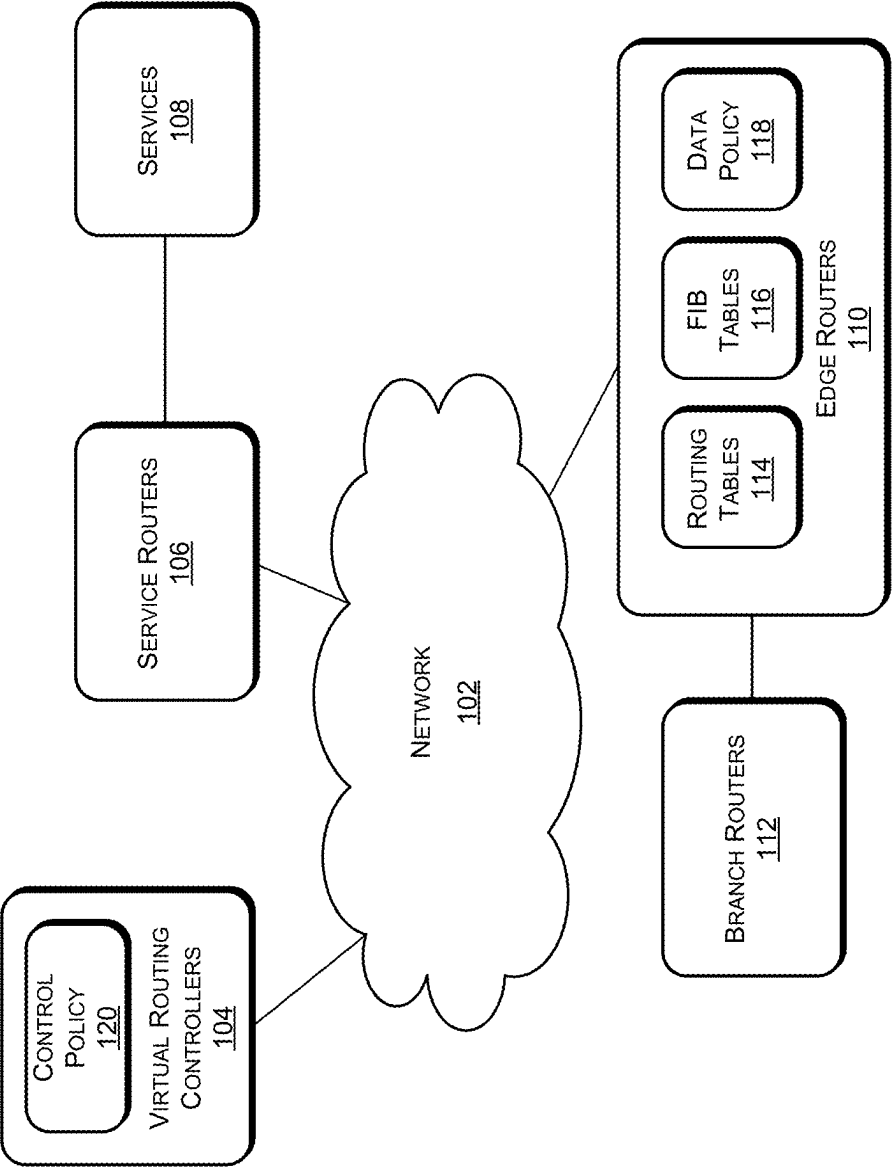 CONTROL
POLICY
120
VIRTUAL ROUTING
CONTROLLERS
104
SERVICE ROUTERS
106
SERVICES
108
NETWORK
102
BRANCH ROUTERS
112
ROUTING
TABLES
114
FIB
TABLES
116
DATA
POLICY
118
EDGE ROUTERS
110